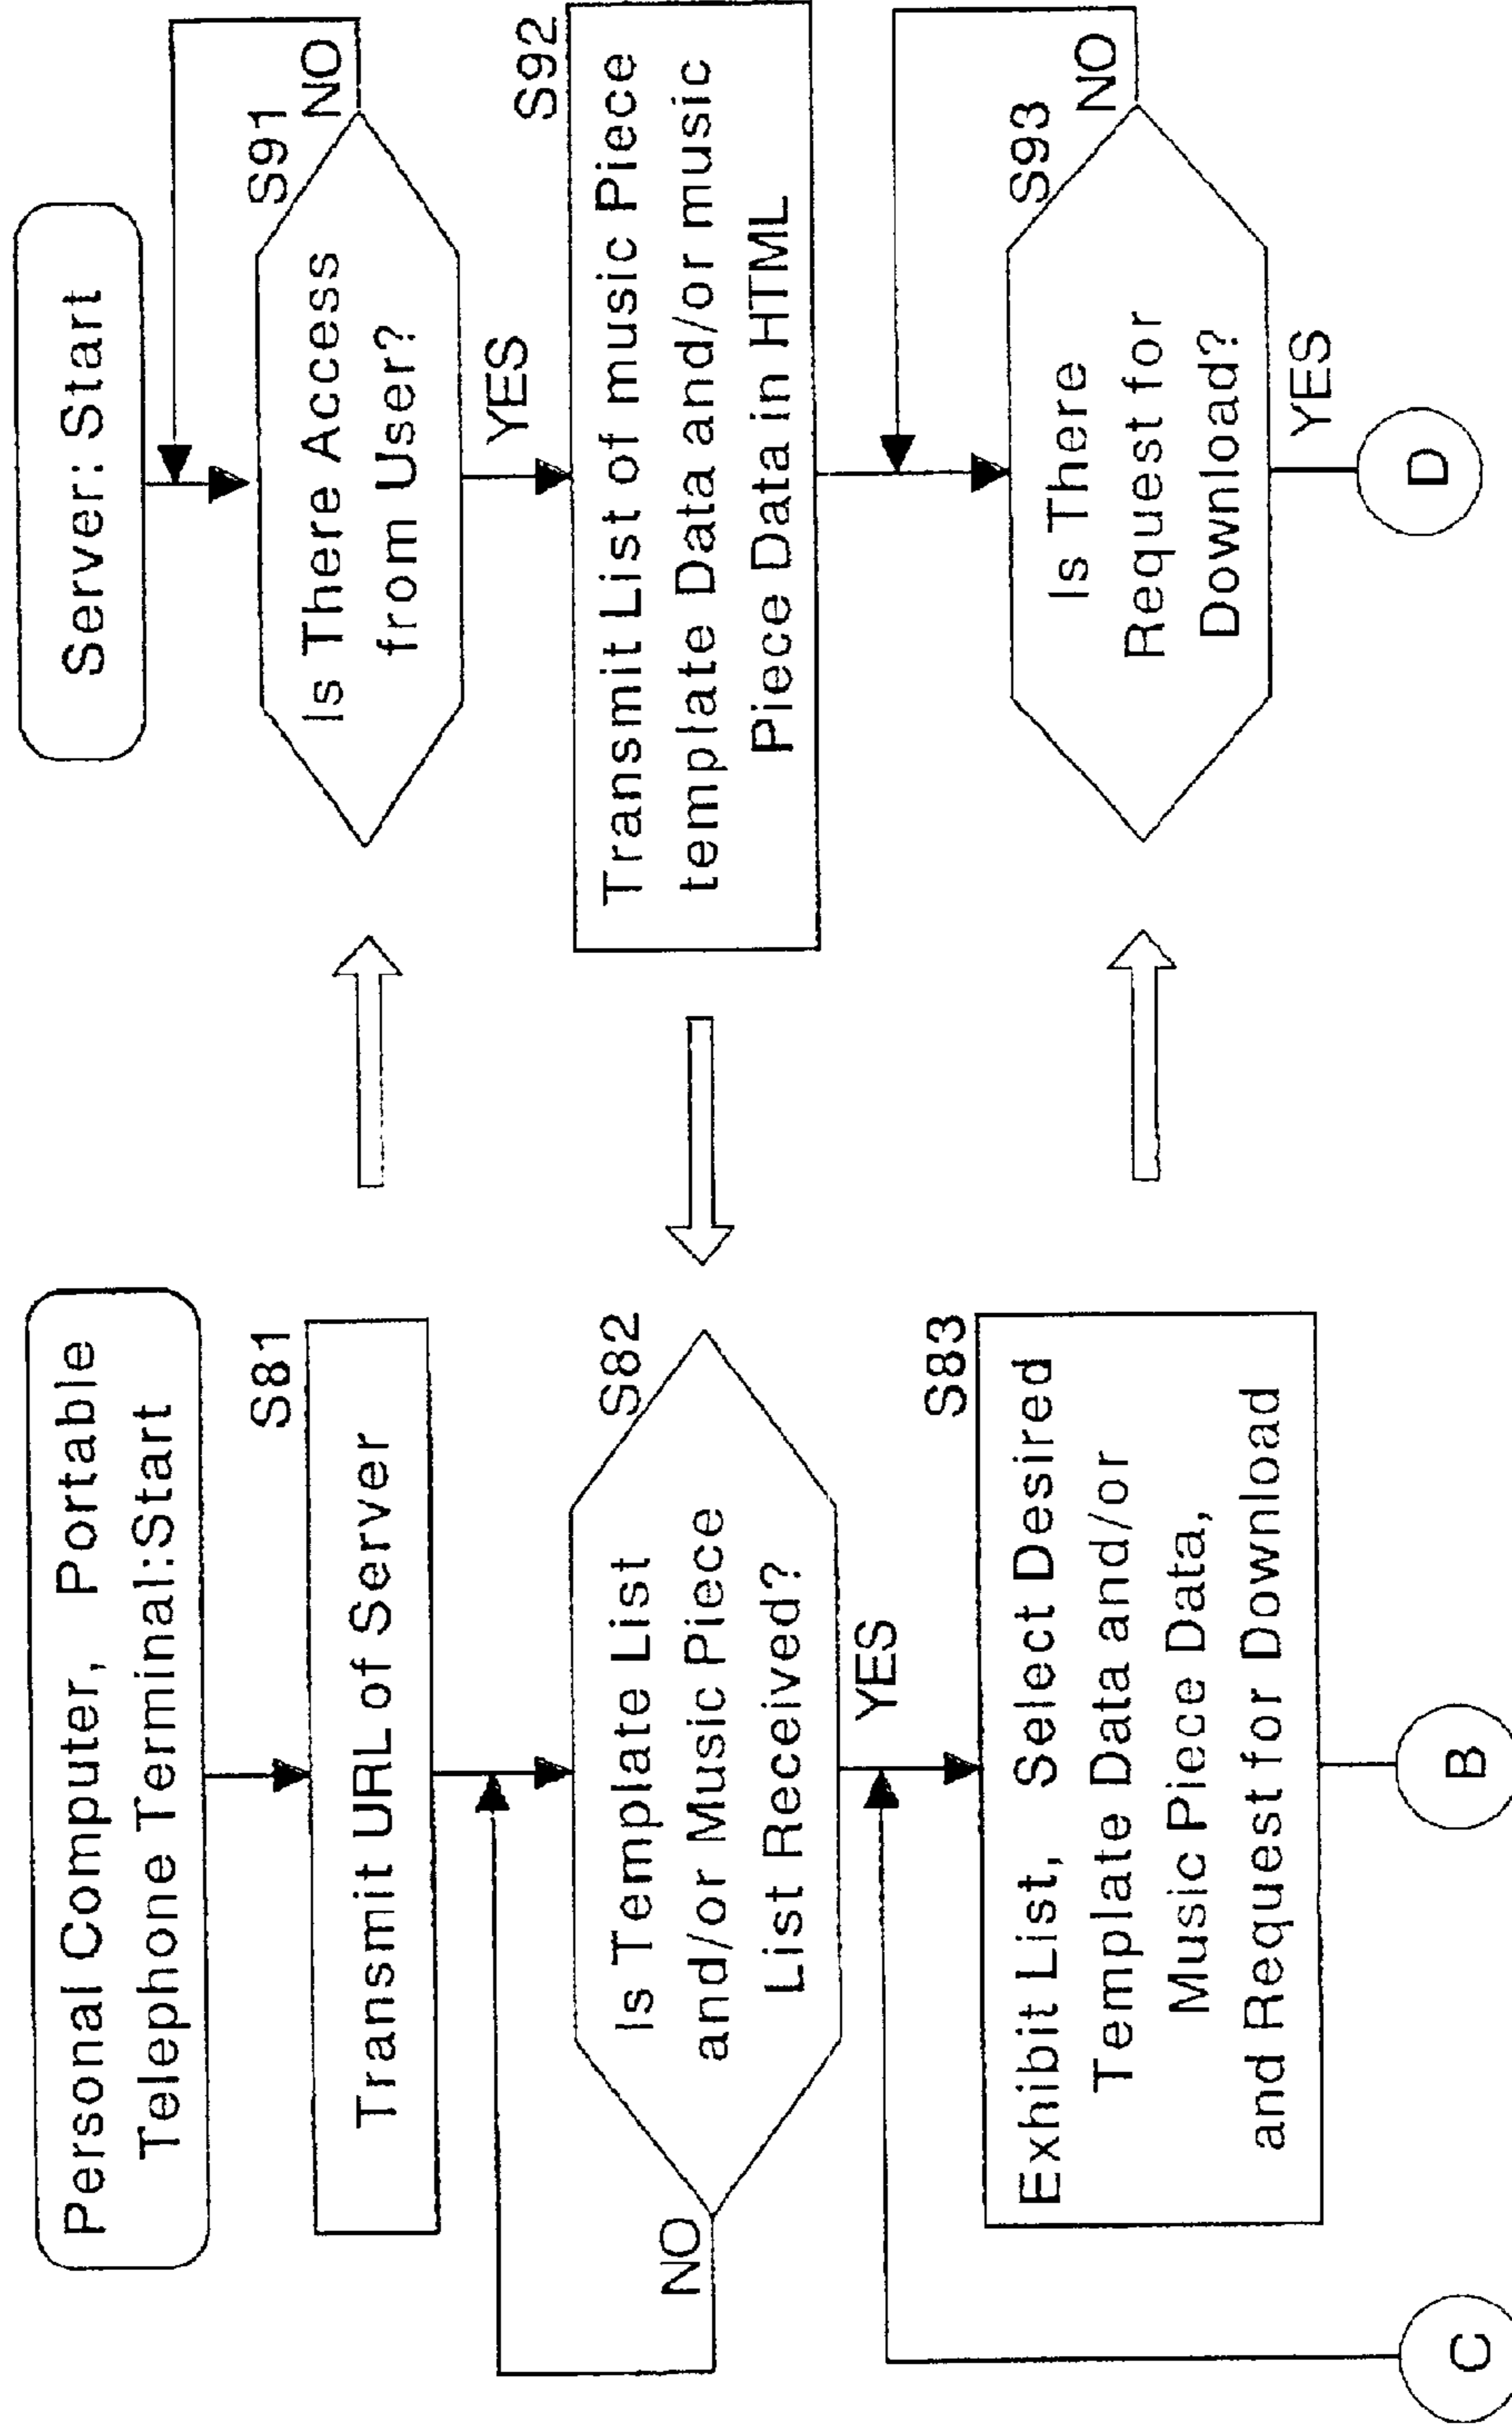 Personal Computer, Portable
Telephone Terminal:Start
S81
Transmit URL of Server
S82
Is Template List
and/or Music Piece
List Received?
NO
YES
S83
Exhibit List, Select Desired
Template Data and/or
Music Piece Data,
and Request for Download
C
B
Server: Start
S91
Is There Access
from User?
NO
YES
S92
Transmit List of music Piece
template Data and/or music
Piece Data in HTML
S93
Is There
Request for
Download?
NO
YES
D